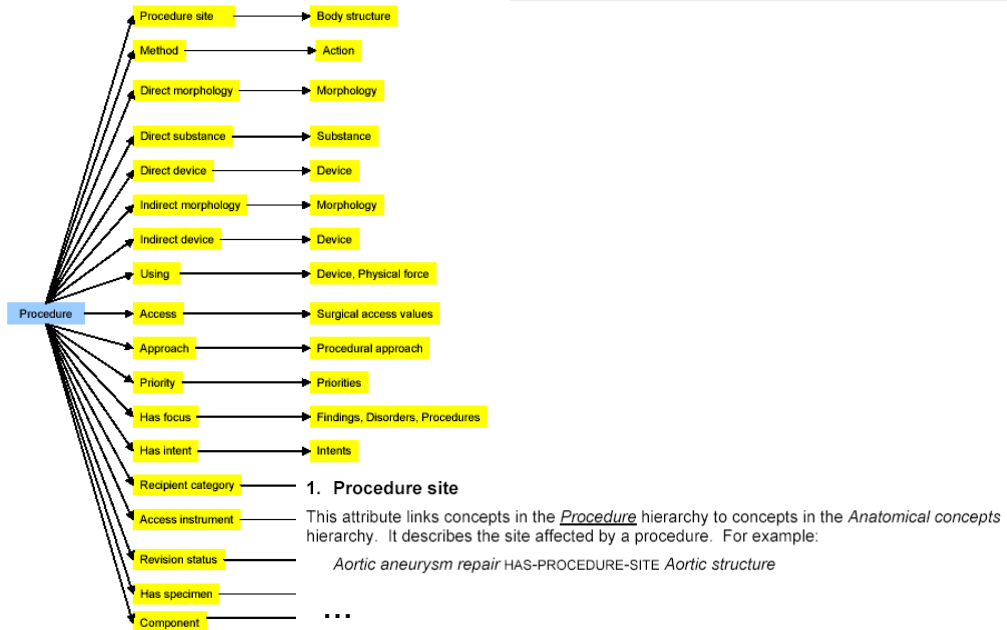 Procedure site Body structure
Method Action
Direct morphology Morphology
Direct substance Substance
Direct device Device
Indirect morphology Morphology
Indirect device Device
Using Device, Physical force
Procedure Access Surgical access values
Approach Procedural approach
Priority Priorities
Has focus Findings, Disorders, Procedures
Has intent Intents
Recipient category
Access instrument
Revision status
Has specimen
Component
1. Procedure site
This attribute links concepts in the Procedure hierarchy to concepts in the Anatomical concepts
hierarchy. It describes the site affected by a procedure. For example:
Aortic aneurysm repair HAS-PROCEDURE-SITE Aortic structure
...